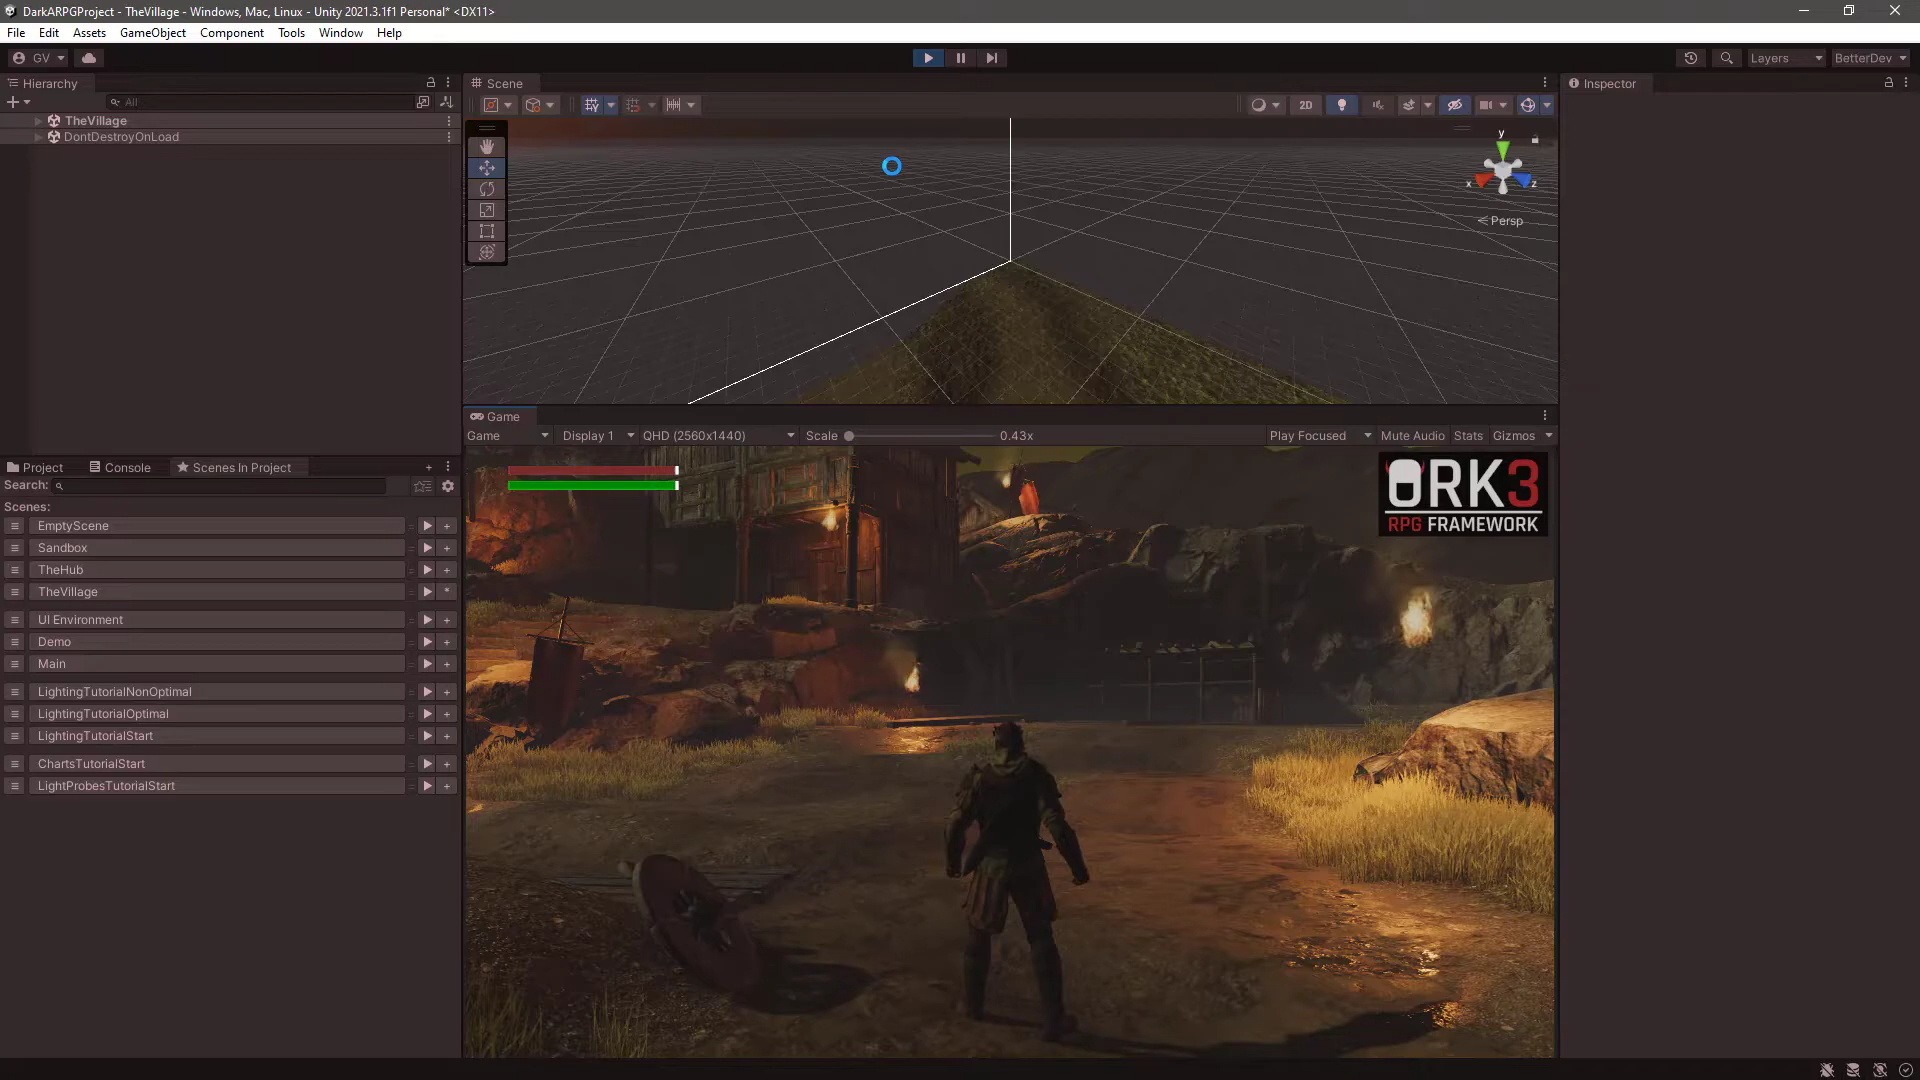 DarkARPGProject - TheVillage - Windows, Mac, Linux - Unity 2021.3.1f1 Personal* <DX11>
File Edit Assets GameObject Component Tools Window Help
GV
Layers
BetterDev
Hierarchy
All
TheVillage
DontDestroyOnLoad
Scene
2D
y
x
z
Persp
Inspector
Game
Game
Display 1
QHD (2560x1440)
Scale
0.43x
Play Focused
Mute Audio
Stats
Gizmos
ORK3
RPG FRAMEWORK
Project
Console
Scenes In Project
Search:
Scenes:
EmptyScene
Sandbox
TheHub
TheVillage
UI Environment
Demo
Main
LightingTutorialNonOptimal
LightingTutorialOptimal
LightingTutorialStart
ChartsTutorialStart
LightProbesTutorialStart